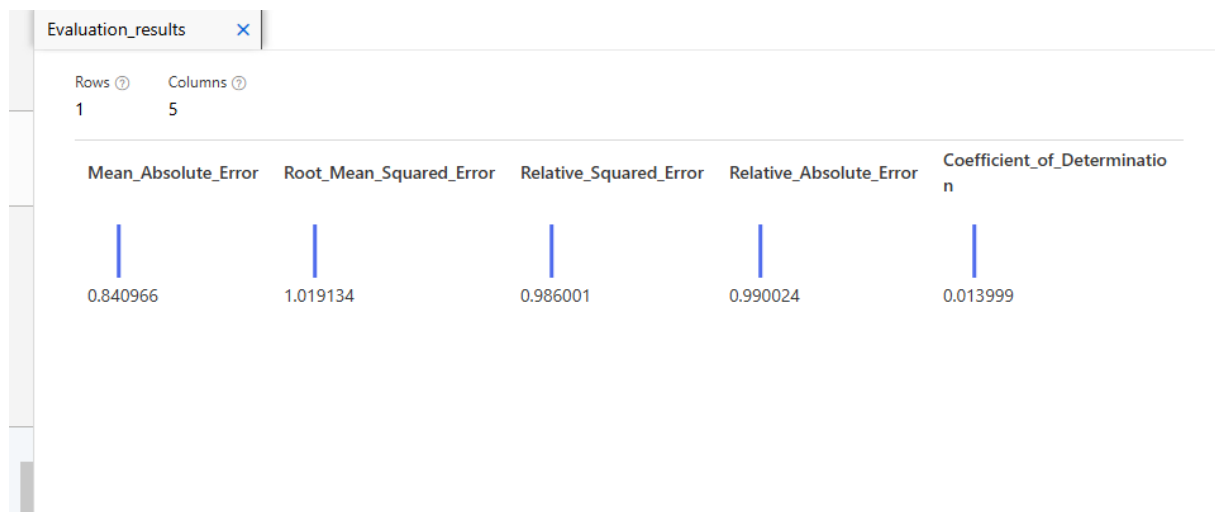 Evaluation_results ×
Rows ?
Columns ?
1
5
Mean_Absolute_Error
Root_Mean_Squared_Error
Relative_Squared_Error
Relative_Absolute_Error
Coefficient_of_Determinatio
n
0.840966
1.019134
0.986001
0.990024
0.013999